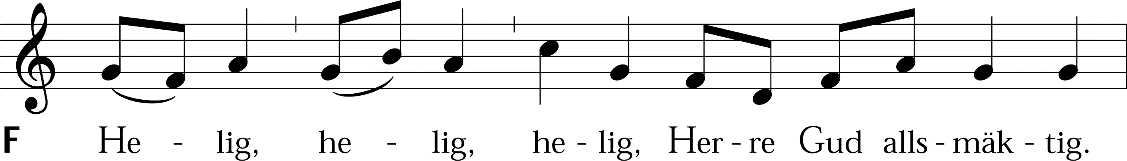 F He - lig, he - lig, he - lig, Her - re Gud alls - mäk - tig.